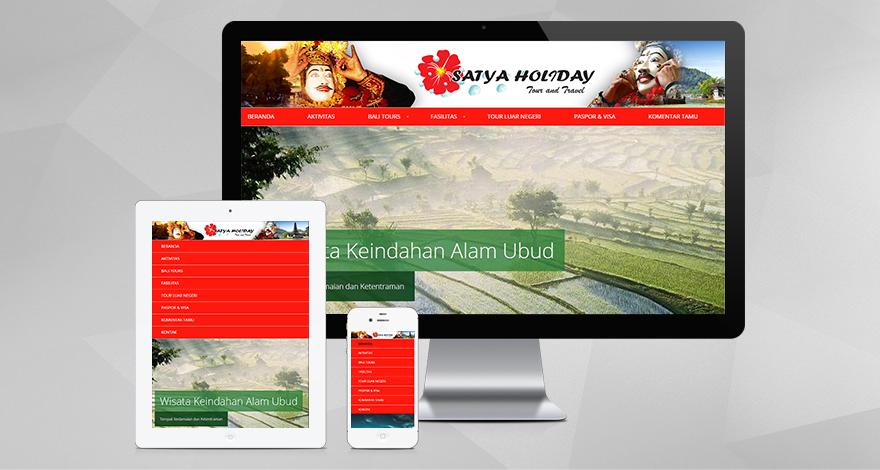 SATYA HOLIDAY
Tour and Travel
BERANDA AKTIVITAS BALI TOURS FASILITAS TOUR LUAR NEGERI PASPOR & VISA KOMENTAR TAMU
ta Keindahan Alam Ubud
maian dan Ketentraman
SATYA HOLIDAY
Tour and Travel
BERANDA
AKTIVITAS
BALI TOURS
FASILITAS
TOUR LUAR NEGERI
PASPOR & VISA
KOMENTAR TAMU
KONTAK
Wisata Keindahan Alam Ubud
Tempat Kedamaian dan Ketentraman
BERANDA
AKTIVITAS
BALI TOURS
FASILITAS
TOUR LUAR NEGERI
PASPOR & VISA
KOMENTAR TAMU
KONTAK